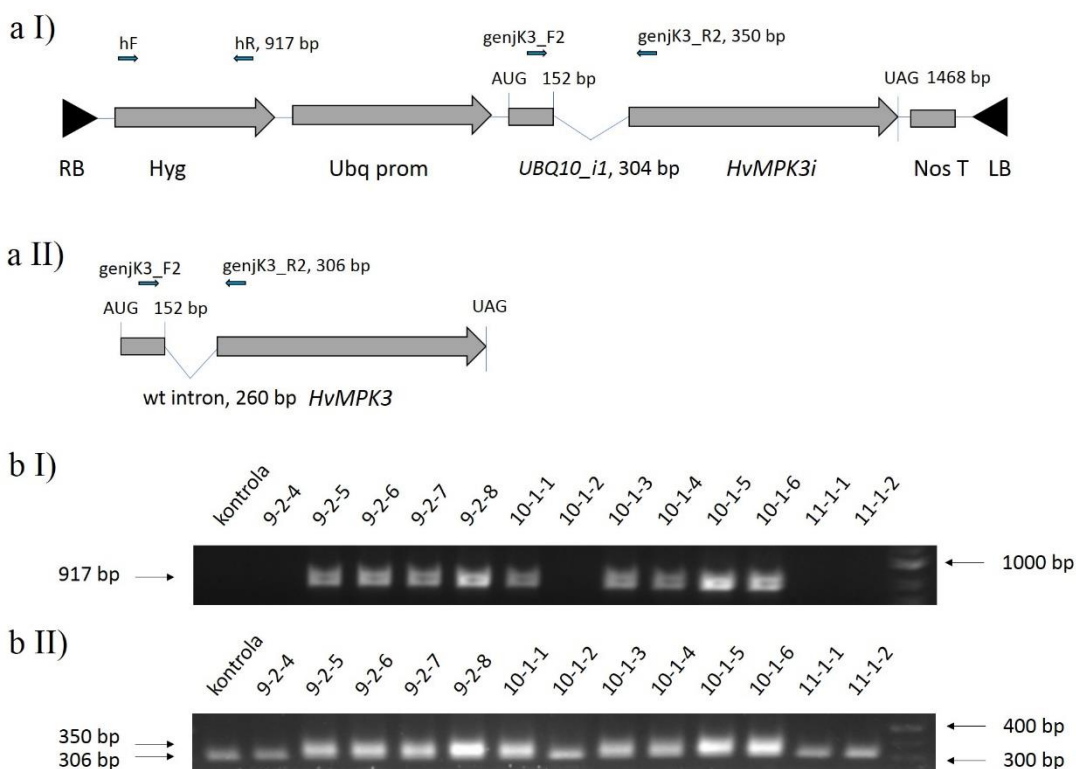 a I)
hF
hR, 917 bp
genjK3_F2
genjK3_R2, 350 bp
AUG
152 bp
UAG
1468 bp
RB
Hyg
Ubq prom
UBQ10_i1, 304 bp
HvMPK3i
Nos T
LB
a II)
genjK3_F2
genjK3_R2, 306 bp
AUG
152 bp
UAG
wt intron, 260 bp
HvMPK3
b I)
kontrola
9-2-4
9-2-5
9-2-6
9-2-7
9-2-8
10-1-1
10-1-2
10-1-3
10-1-4
10-1-5
10-1-6
11-1-1
11-1-2
917 bp
1000 bp
b II)
kontrola
9-2-4
9-2-5
9-2-6
9-2-7
9-2-8
10-1-1
10-1-2
10-1-3
10-1-4
10-1-5
10-1-6
11-1-1
11-1-2
350 bp
306 bp
400 bp
300 bp